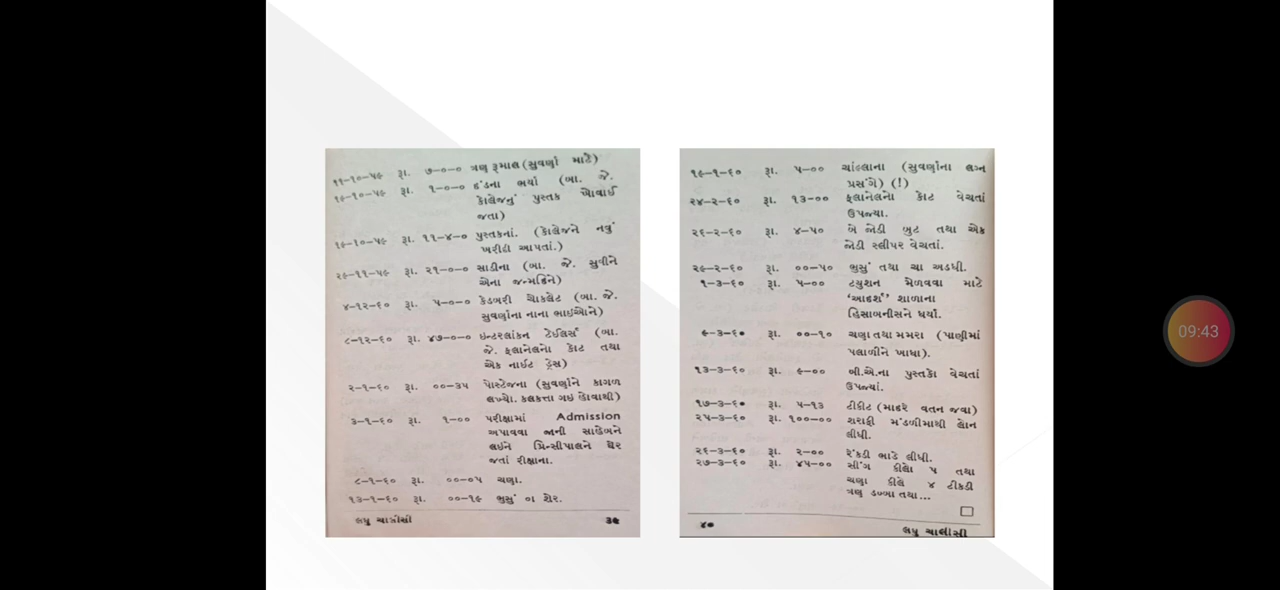 ૧૧-૧૦-૫૯ રૂા. ૭-૦-૦ ત્રણ રૂમાલ (સુવર્ણા માટે)
૧૯-૧૦-૫૯ રૂા. ૧-૦-૦ દંડના ભર્યા (બા. જે.
કૉલેજનું પુસ્તક ખોવાઈ
જતા)
૧૯-૧૦-૫૯ રૂા. ૧૧-૪-૦ પુસ્તકનાં. (કૉલેજને નવું
ખરીદી આપતાં.)
૨૯-૧૧-૫૯ રૂા. ૨૧-૦-૦ સાડીના (બા. જે. સુવીને
એના જન્મદિને)
૪-૧૨-૬૦ રૂા. ૫-૦-૦ કેડબરી ચૉકલેટ (બા. જે.
સુવર્ણાના નાના ભાઈઓને)
૮-૧૨-૬૦ રૂા. ૪૭-૦-૦ ઇન્ટરલૉકન ટેઈલર્સ (બા.
જે. ફલાનેલનો કોટ તથા
એક નાઈટ ડ્રેસ)
૨-૧-૬૦ રૂા. ૦૦-૩૫ પોસ્ટેજના (સુવર્ણાને કાગળ
લખ્યો. કલકત્તા ગઈ હોવાથી)
૩-૧-૬૦ રૂા. ૧-૦૦ પરીક્ષામાં Admission
અપાવવા જાની સાહેબને
લઈને પ્રિન્સીપાલને ઘેર
જતાં રીક્ષાના.
૮-૧-૬૦ રૂા. ૦૦-૦૫ ચણા.
૧૩-૧-૬૦ રૂા. ૦૦-૧૯ ભુસું ૦ા શેર.
લઘુ ચાલીસી ૩૯
૧૯-૧-૬૦ રૂા. ૫-૦૦ ચાંલ્લાના (સુવર્ણાના લગ્ન
પ્રસંગે) (!)
૨૪-૨-૬૦ રૂા. ૧૩-૦૦ ફ્લાનેલનો કોટ વેચતાં
ઉપજ્યા.
૨૬-૨-૬૦ રૂા. ૪-૫૦ બે જોડી બુટ તથા એક
જોડી સ્લીપર વેચતાં.
૨૯-૨-૬૦ રૂા. ૦૦-૫૦ ભુસું તથા ચા અડધી.
૧-૩-૬૦ રૂા. ૫-૦૦ ટયુશન મેળવવા માટે
‘આદર્શ’ શાળાના
હિસાબનીસને ધર્યા.
૯-૩-૬૦ રૂા. ૦૦-૧૦ ચણા તથા મમરા (પાણીમાં
પલાળીને ખાધા).
૧૩-૩-૬૦ રૂા. ૯-૦૦ બી.એ.ના પુસ્તકો વેચતાં
ઉપજ્યાં.
૧૭-૩-૬૦ રૂા. ૫-૧૩ ટીકીટ (મારે વતન જવા)
૨૫-૩-૬૦ રૂા. ૧૦૦-૦૦ શરાફી મંડળીમાથી લોન
લીધી.
૨૬-૩-૬૦ રૂા. ૨-૦૦ રેંકડી ભાડે લીધી.
૨૭-૩-૬૦ રૂા. ૪૫-૦૦ સીંગ કીલો ૫ તથા
ચણા કીલો ૪ ટીકડી
ત્રણ ડબ્બા તથા...
૪૦ લઘુ ચાલીસી
09:43